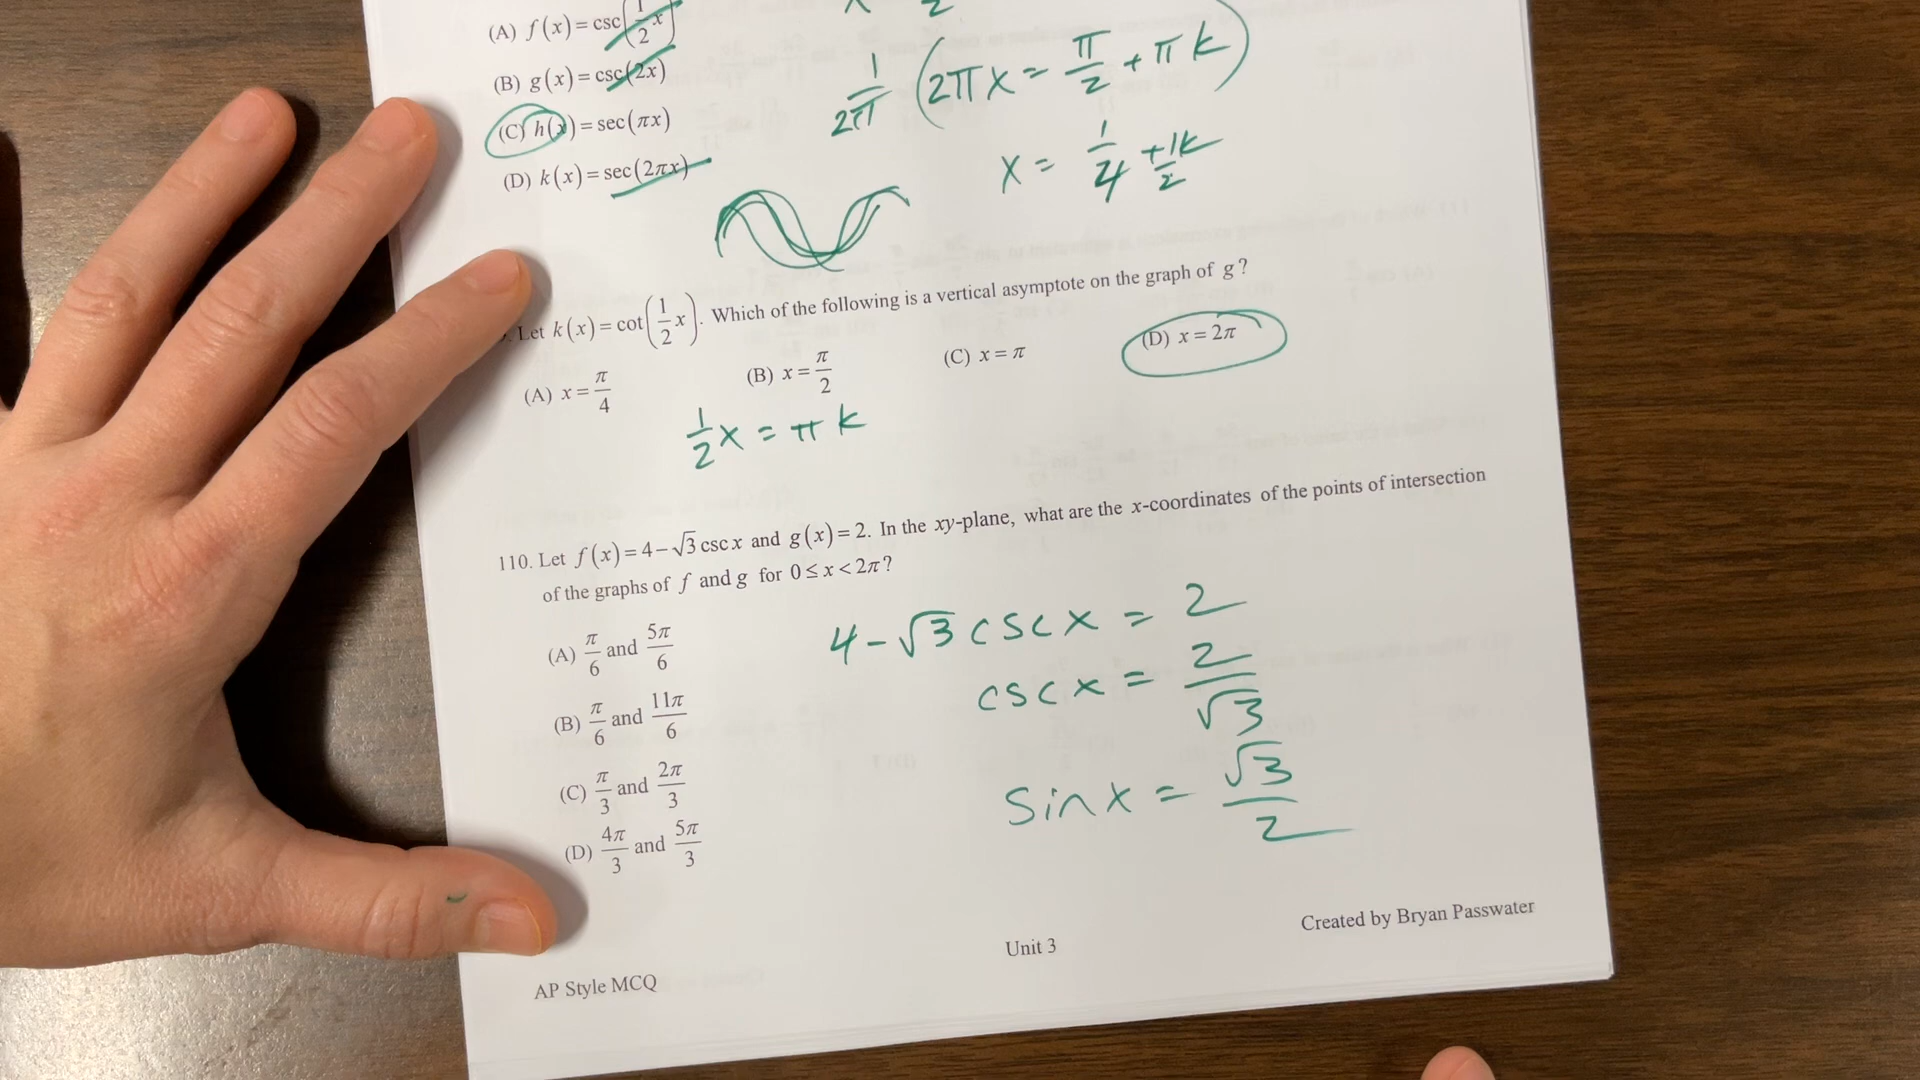 (A) f(x) = csc(1/2 x)
(B) g(x) = csc(2x)
(C) h(x) = sec(πx)
(D) k(x) = sec(2πx)
1/2π (2πx = π/2 + πk)
x = 1/4 + 1k/2
Let k(x) = cot(1/2 x). Which of the following is a vertical asymptote on the graph of g?
(A) x = π/4 (B) x = π/2 (C) x = π (D) x = 2π
1/2 x = πk
110. Let f(x) = 4 − √3 csc x and g(x) = 2. In the xy-plane, what are the x-coordinates of the points of intersection
of the graphs of f and g for 0 ≤ x < 2π?
(A) π/6 and 5π/6
(B) π/6 and 11π/6
(C) π/3 and 2π/3
(D) 4π/3 and 5π/3
4 − √3 csc x = 2
csc x = 2/√3
sin x = √3/2
AP Style MCQ Unit 3 Created by Bryan Passwater